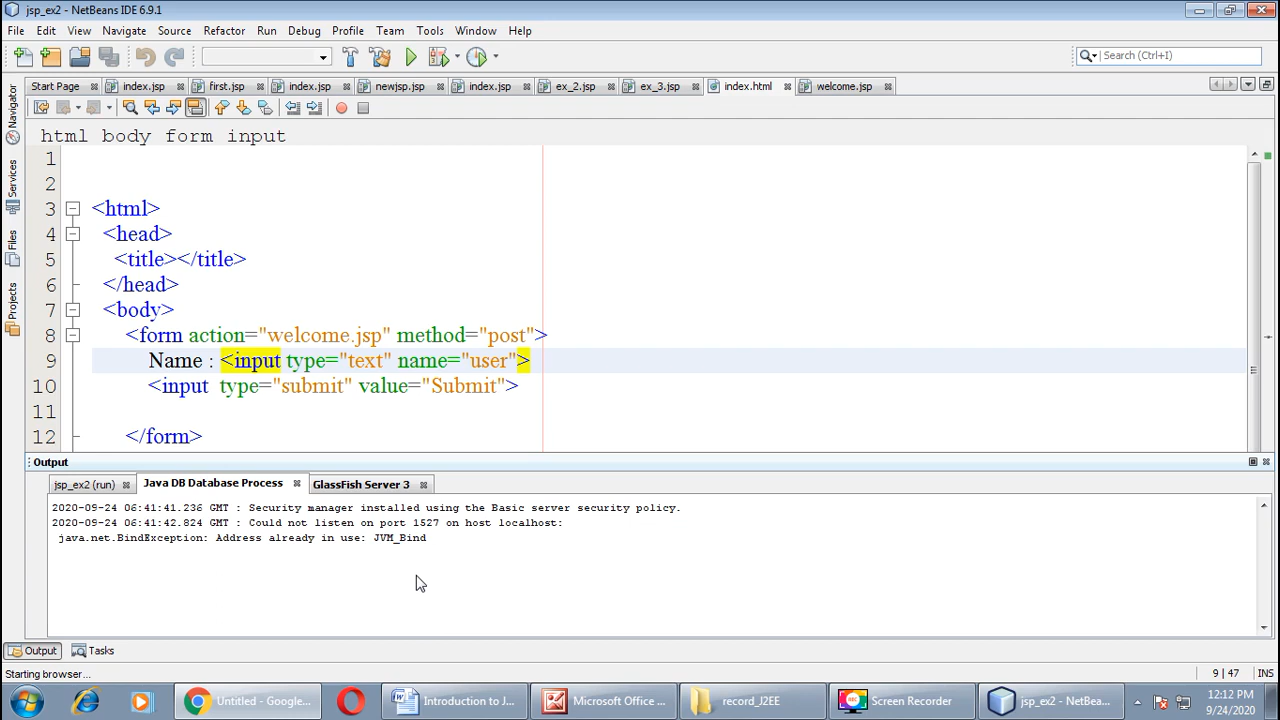 jsp_ex2 - NetBeans IDE 6.9.1
File Edit View Navigate Source Refactor Run Debug Profile Team Tools Window Help
Search (Ctrl+I)
Start Page index.jsp first.jsp index.jsp newjsp.jsp index.jsp ex_2.jsp ex_3.jsp index.html welcome.jsp
html body form input
Navigator
Services
Files
Projects
1
2
3 <html>
4 <head>
5 <title></title>
6 </head>
7 <body>
8 <form action="welcome.jsp" method="post">
9 Name : <input type="text" name="user">
10 <input type="submit" value="Submit">
11
12 </form>
Output
jsp_ex2 (run) Java DB Database Process GlassFish Server 3
2020-09-24 06:41:41.236 GMT : Security manager installed using the Basic server security policy.
2020-09-24 06:41:42.824 GMT : Could not listen on port 1527 on host localhost:
java.net.BindException: Address already in use: JVM_Bind
Output Tasks
Starting browser...
9 | 47 INS
Untitled - Google... Introduction to J... Microsoft Office ... record_J2EE Screen Recorder jsp_ex2 - NetBea...
12:12 PM
9/24/2020